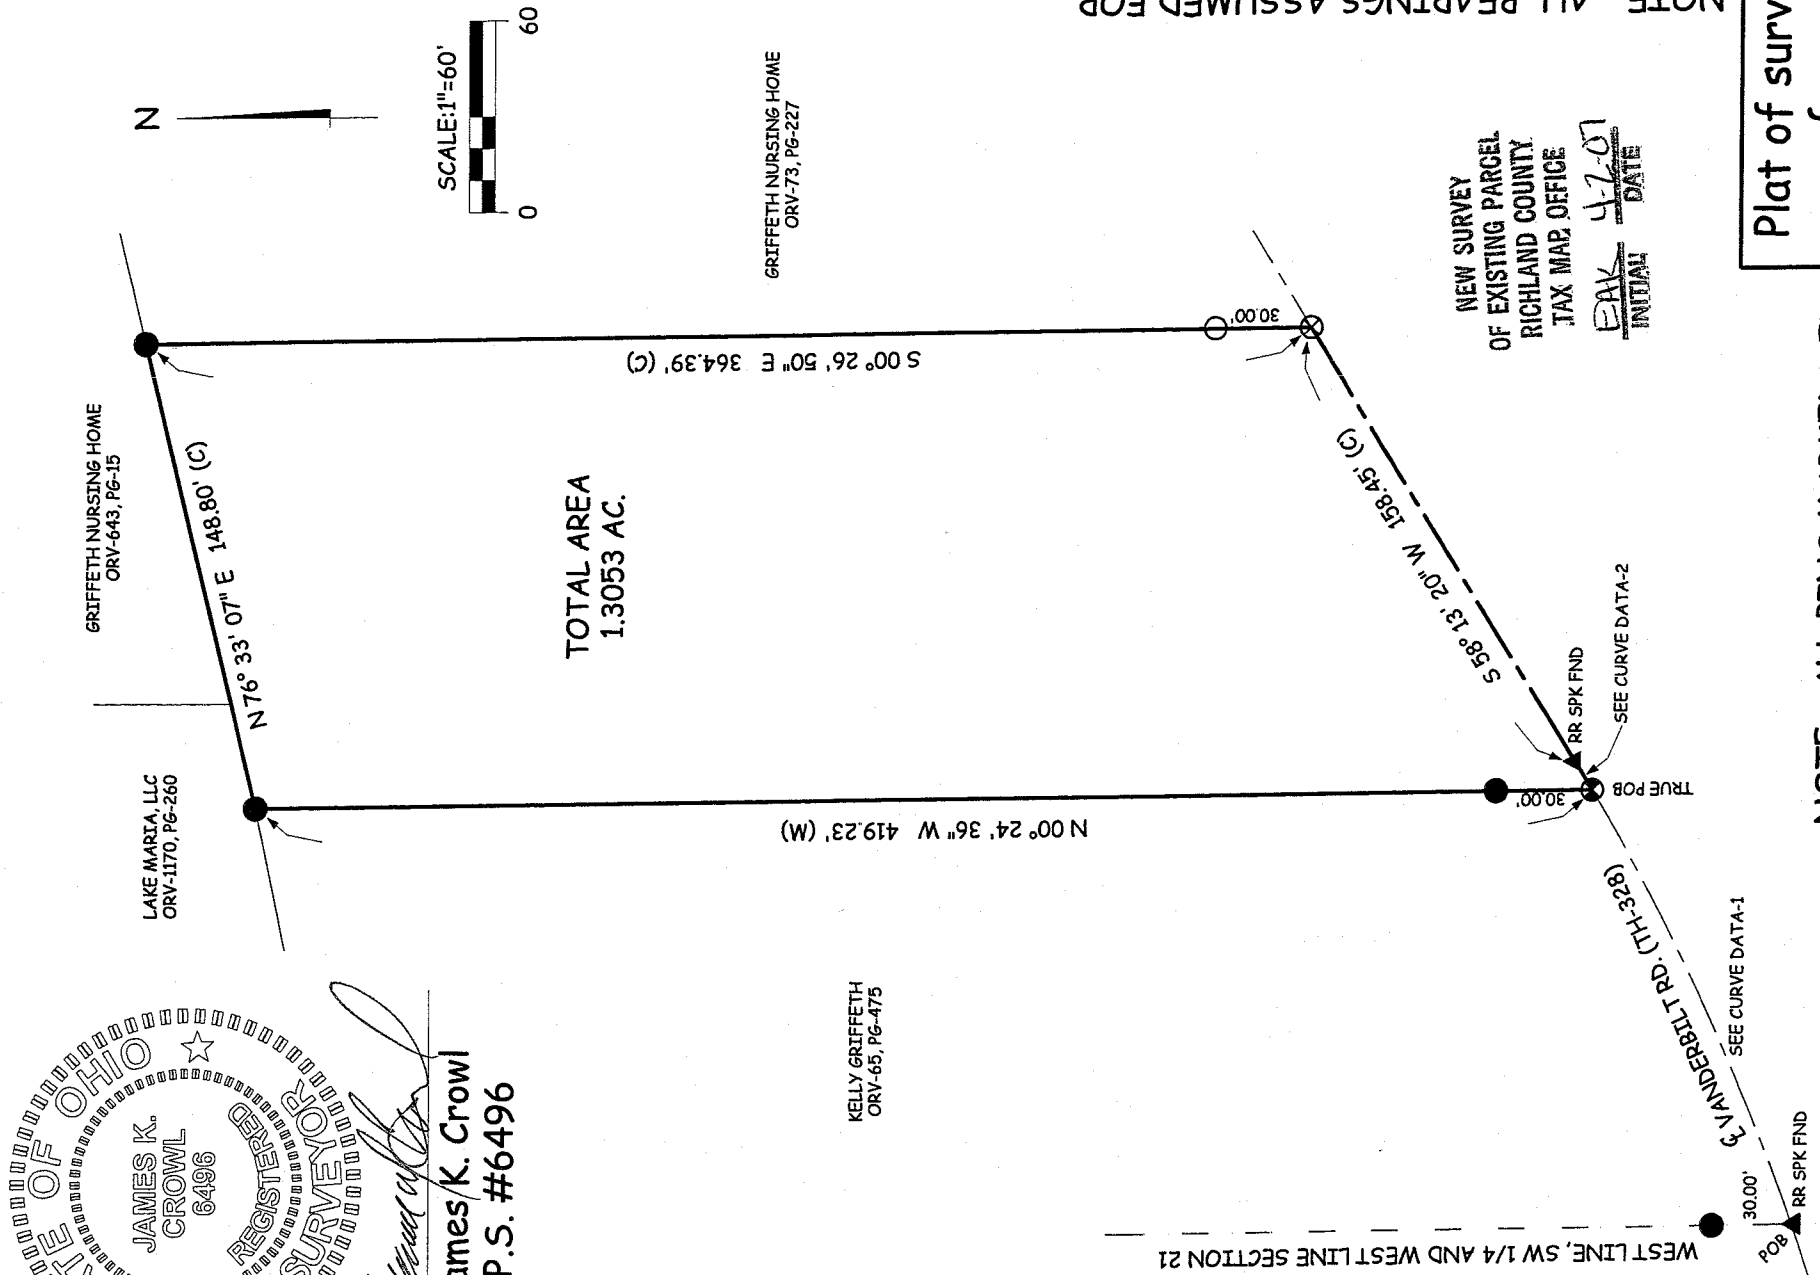 N
SCALE:1"=60'
0
60
NOTE ALL BEARINGS ASSUMED FOR
GRIFFETH NURSING HOME
ORV-643, PG-15
LAKE MARIA, LLC
ORV-1170, PG-260
N 76° 33' 07" E 148.80' (C)
GRIFFETH NURSING HOME
ORV-73, PG-227
S 00° 26' 50" E 364.39' (C)
30.00'
TOTAL AREA
1.3053 AC.
N 00° 24' 36" W 419.23' (M)
30.00'
S 58° 13' 20" W 158.45' (C)
RR SPK FND
SEE CURVE DATA-2
TRUE POB
KELLY GRIFFETH
ORV-65, PG-475
℄ VANDERBILT RD. (TH-328)
SEE CURVE DATA-1
30.00'
RR SPK FND
POB
WEST LINE, SW 1/4 AND WEST LINE SECTION 21
NEW SURVEY
OF EXISTING PARCEL
RICHLAND COUNTY
TAX MAP OFFICE
4-2-07
INITIAL DATE
Plat of surv
OF OHIO
JAMES K.
CROWL
6496
REGISTERED
SURVEYOR
ames K. Crowl
P.S. #6496
NOTE